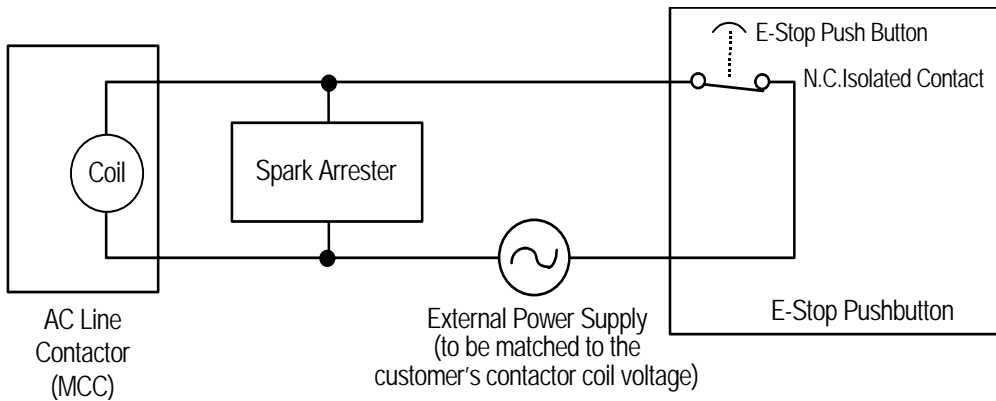 E-Stop Push Button
N.C.Isolated Contact
Coil
Spark Arrester
E-Stop Pushbutton
AC Line
Contactor
(MCC)
External Power Supply
(to be matched to the
customer's contactor coil voltage)